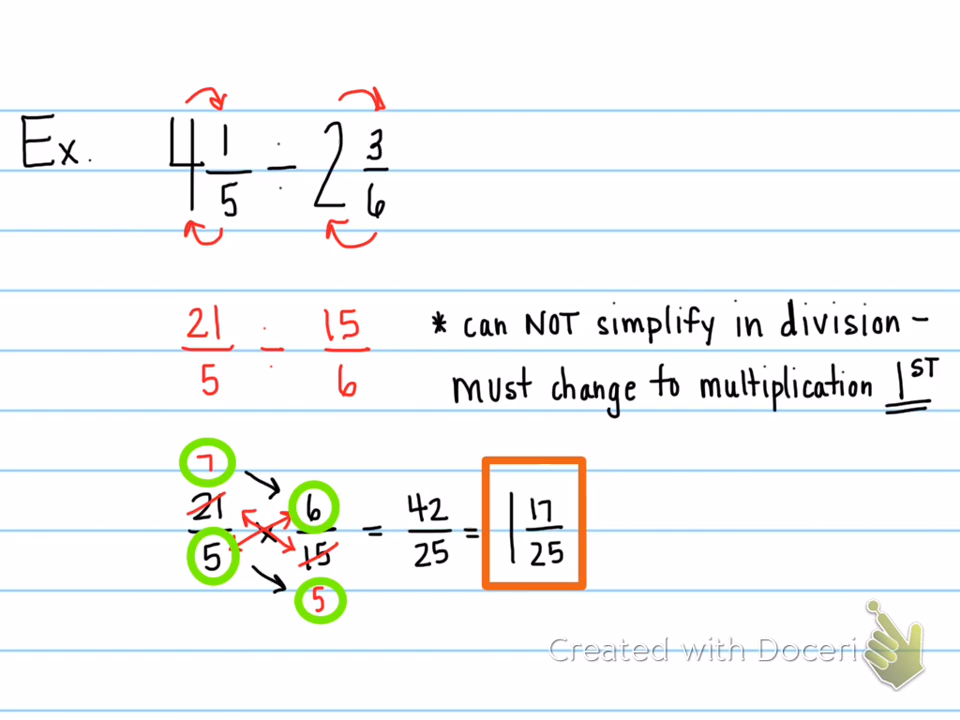 Ex. 4 1/5 ÷ 2 3/6
21/5 ÷ 15/6
* can NOT simplify in division -
must change to multiplication 1ST
7
21/5 x 6/15 = 42/25 = 1 17/25
5
Created with Doceri